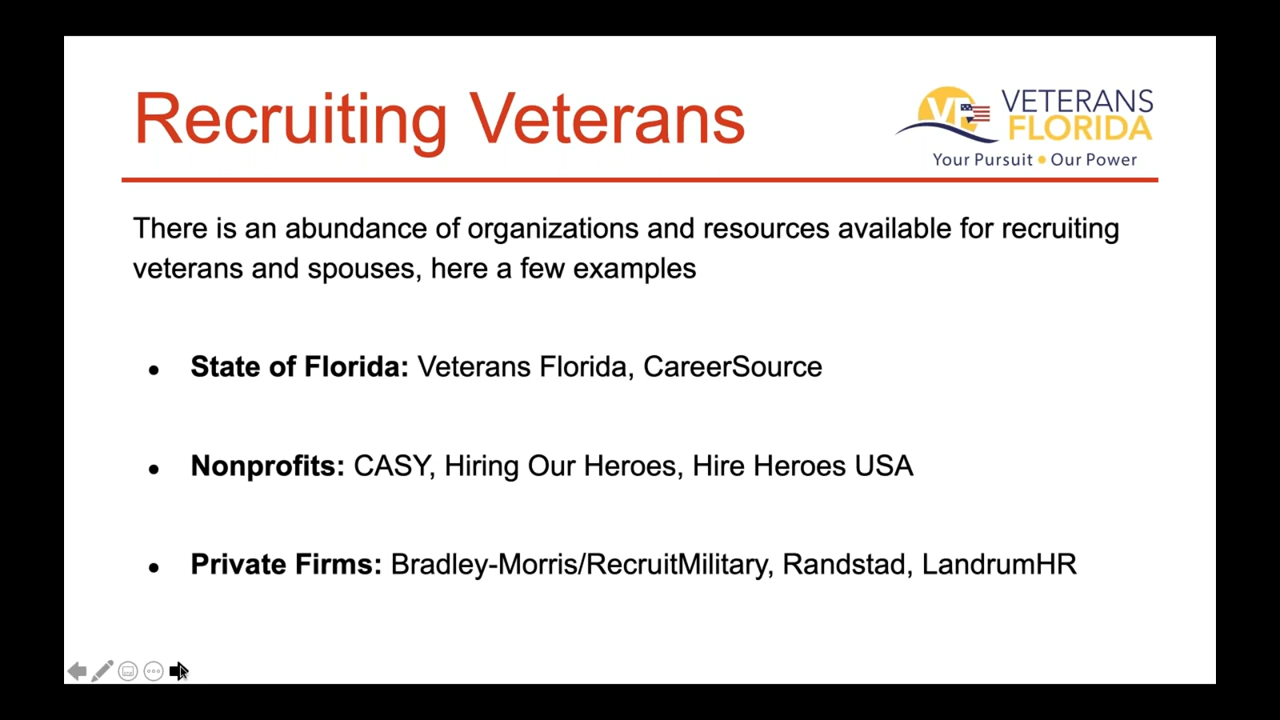 Recruiting Veterans
VF
VETERANS
FLORIDA
Your Pursuit • Our Power
There is an abundance of organizations and resources available for recruiting
veterans and spouses, here a few examples
• State of Florida: Veterans Florida, CareerSource
• Nonprofits: CASY, Hiring Our Heroes, Hire Heroes USA
• Private Firms: Bradley-Morris/RecruitMilitary, Randstad, LandrumHR